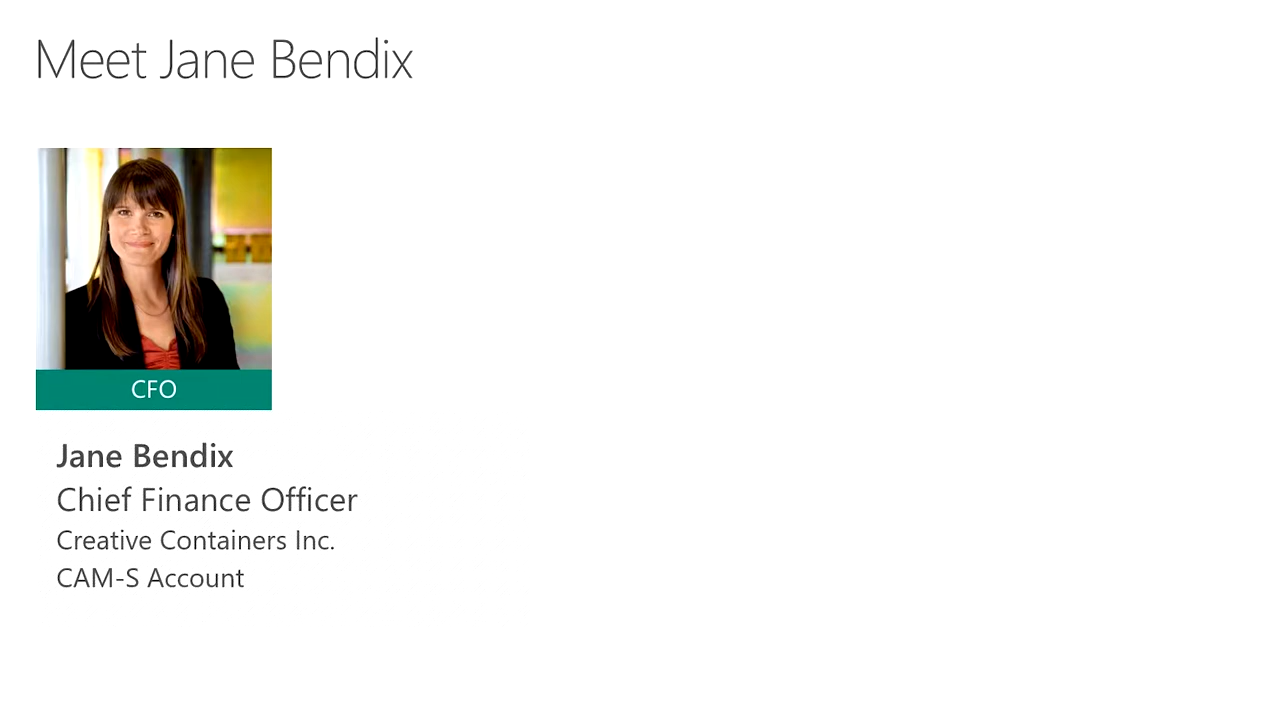 Meet Jane Bendix
CFO
Jane Bendix
Chief Finance Officer
Creative Containers Inc.
CAM-S Account